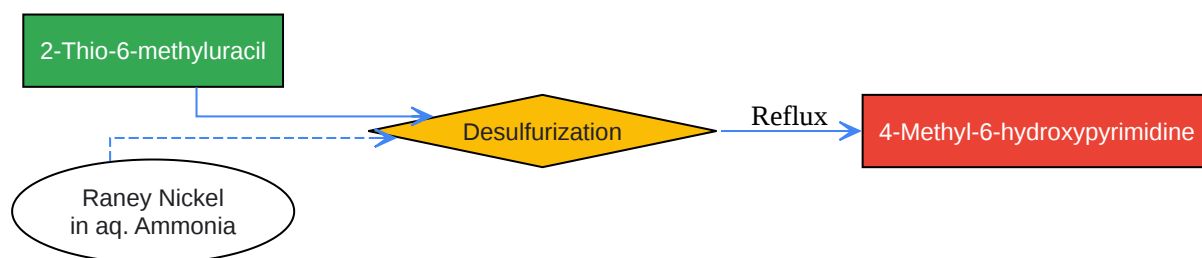 2-Thio-6-methyluracil
Desulfurization
Reflux
4-Methyl-6-hydroxypyrimidine
Raney Nickel
in aq. Ammonia